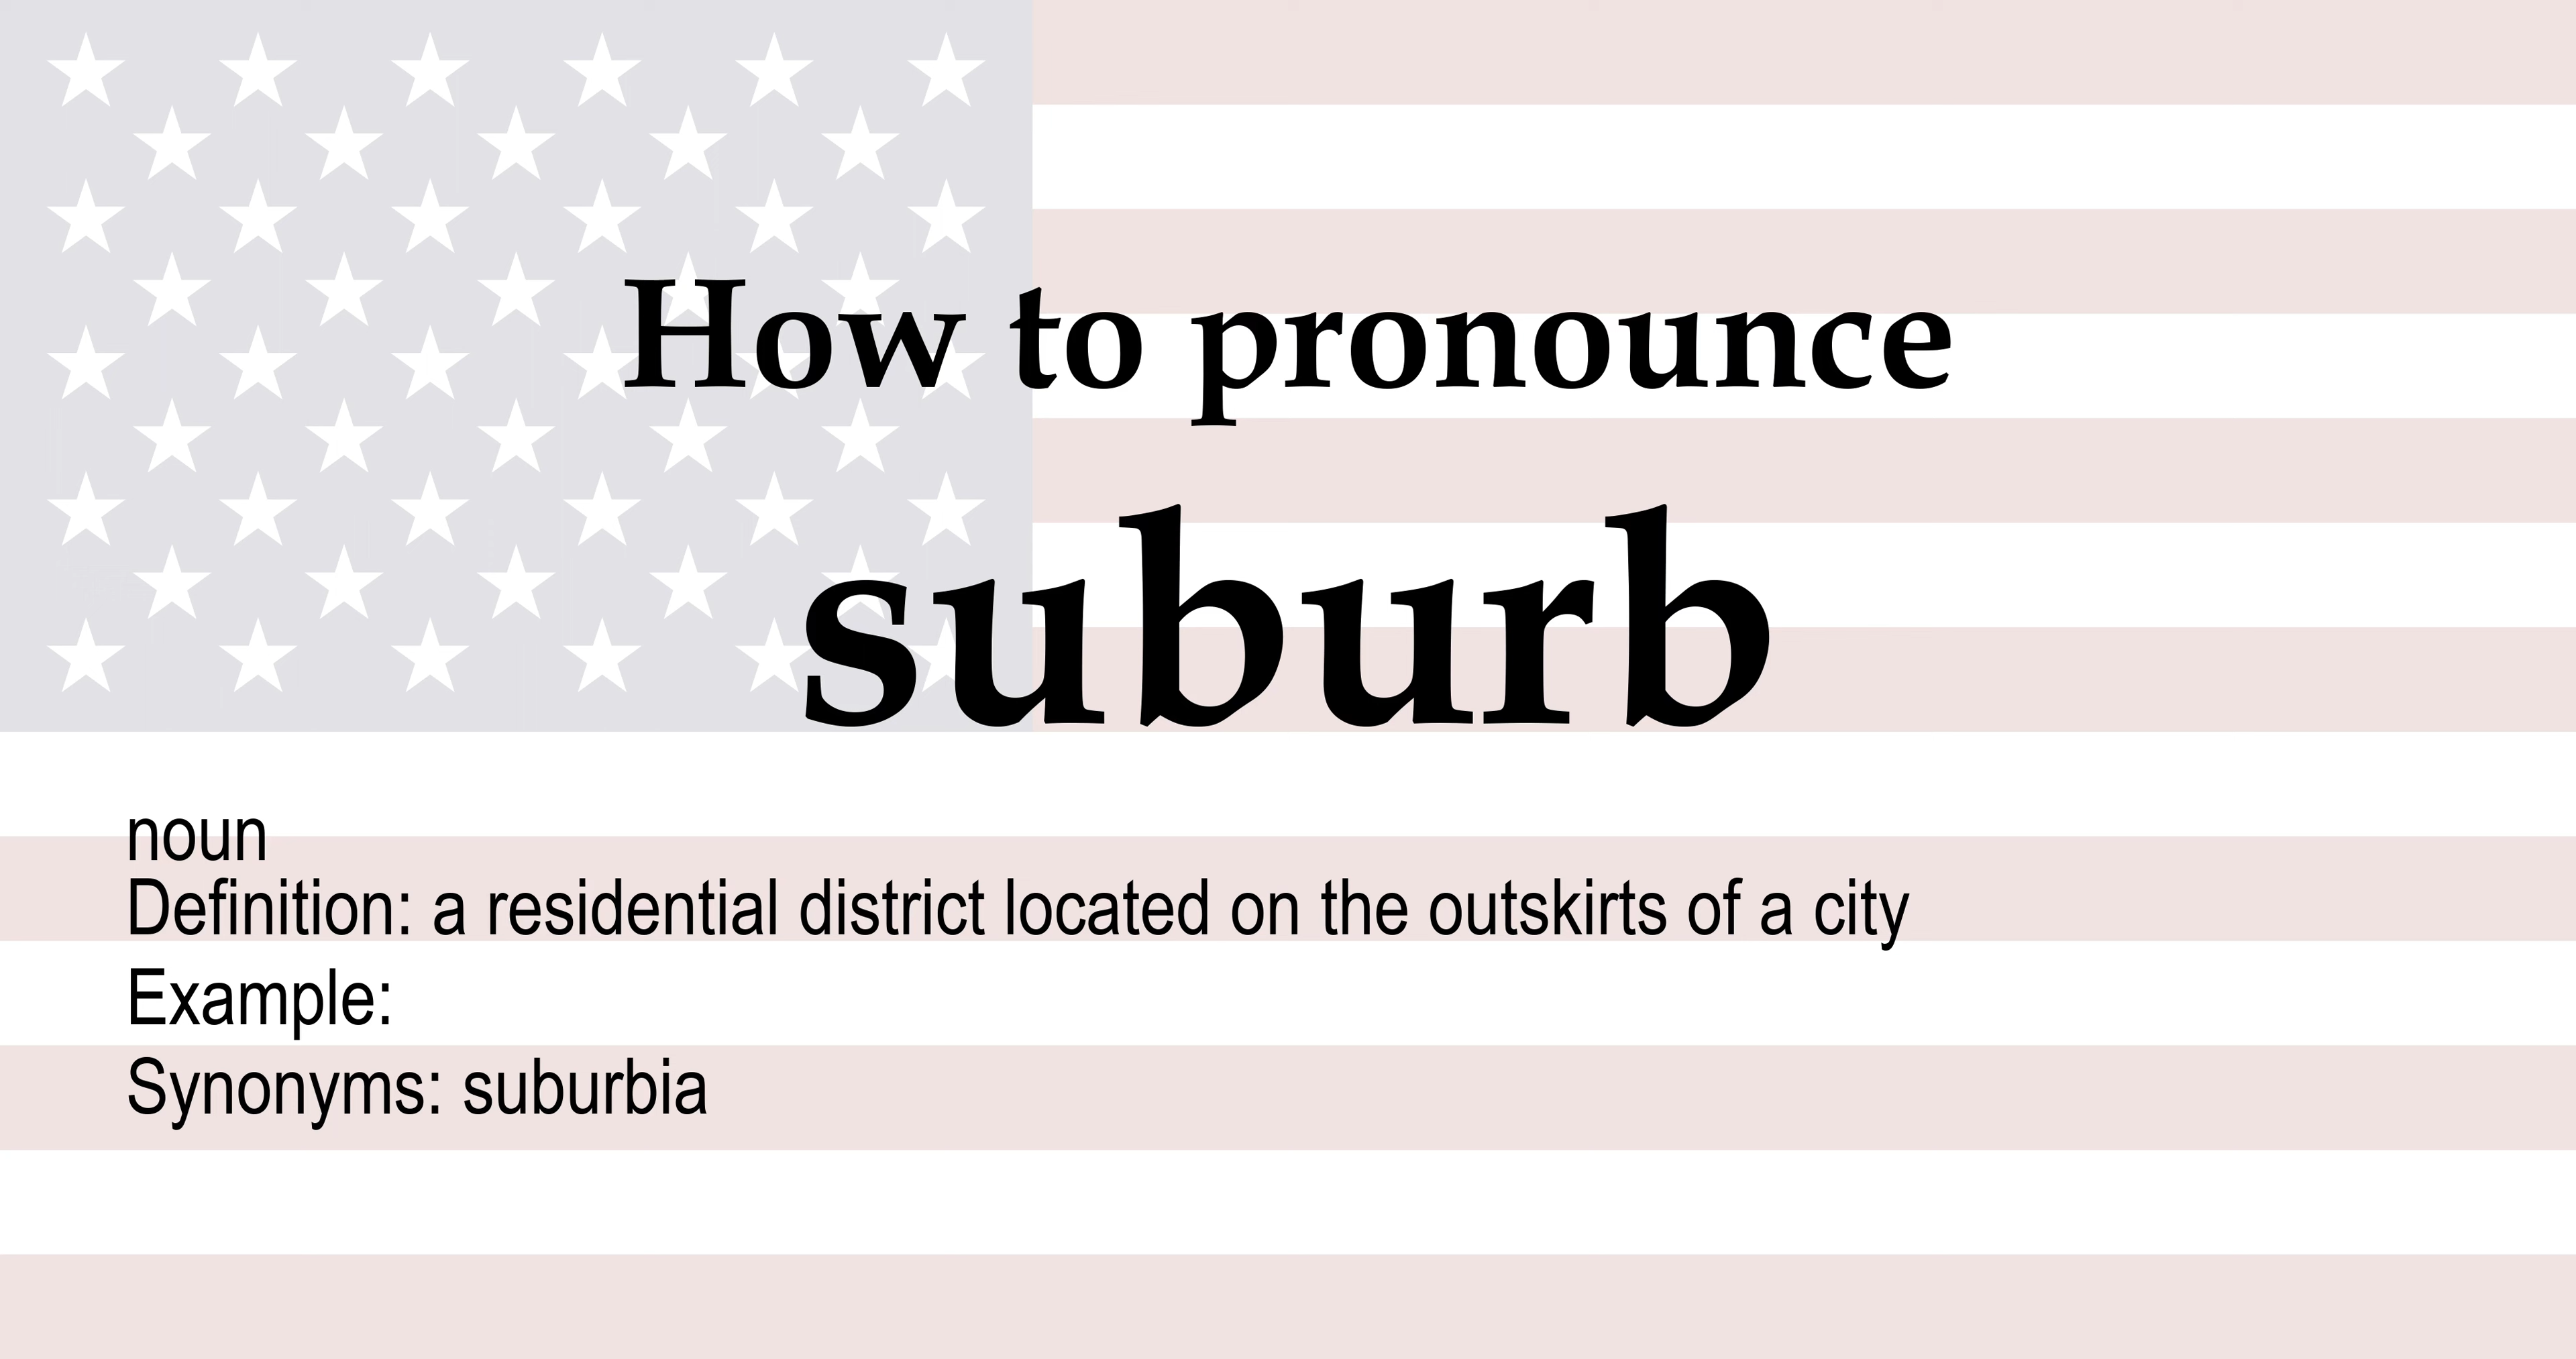 How to pronounce
suburb
noun
Definition: a residential district located on the outskirts of a city
Example:
Synonyms: suburbia